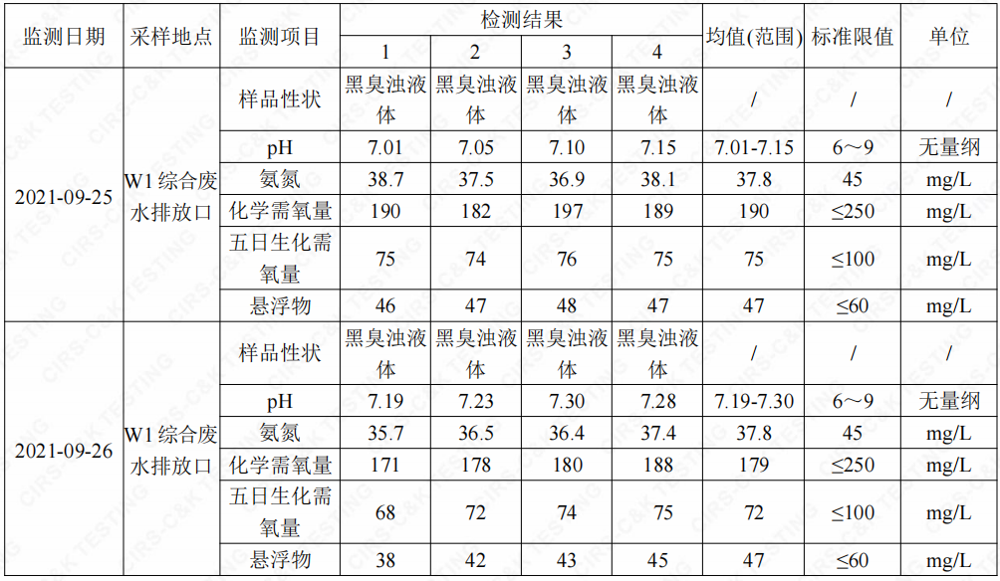 监测日期 采样地点 监测项目 检测结果 均值(范围) 标准限值 单位
1 2 3 4
2021-09-25 W1综合废水排放口 样品性状 黑臭浊液体 黑臭浊液体 黑臭浊液体 黑臭浊液体 / / /
pH 7.01 7.05 7.10 7.15 7.01-7.15 6～9 无量纲
氨氮 38.7 37.5 36.9 38.1 37.8 45 mg/L
化学需氧量 190 182 197 189 190 ≤250 mg/L
五日生化需氧量 75 74 76 75 75 ≤100 mg/L
悬浮物 46 47 48 47 47 ≤60 mg/L
2021-09-26 W1综合废水排放口 样品性状 黑臭浊液体 黑臭浊液体 黑臭浊液体 黑臭浊液体 / / /
pH 7.19 7.23 7.30 7.28 7.19-7.30 6～9 无量纲
氨氮 35.7 36.5 36.4 37.4 37.8 45 mg/L
化学需氧量 171 178 180 188 179 ≤250 mg/L
五日生化需氧量 68 72 74 75 72 ≤100 mg/L
悬浮物 38 42 43 45 47 ≤60 mg/L
CIRS-C&K TESTING